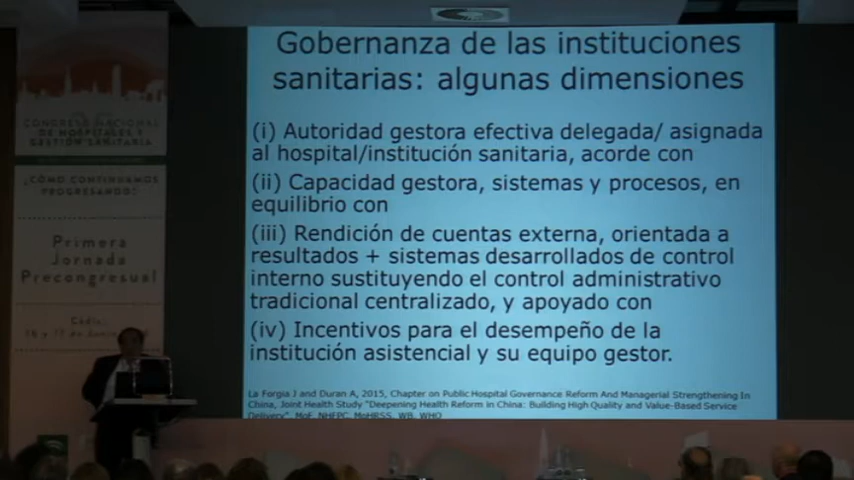 CONGRESO NACIONAL
DE HOSPITALES Y
GESTIÓN SANITARIA
¿CÓMO CONTINUAMOS
PROGRESANDO?
Primera
Jornada
Precongresual
Gobernanza de las instituciones
sanitarias: algunas dimensiones
(i) Autoridad gestora efectiva delegada/ asignada
al hospital/institución sanitaria, acorde con
(ii) Capacidad gestora, sistemas y procesos, en
equilibrio con
(iii) Rendición de cuentas externa, orientada a
resultados + sistemas desarrollados de control
interno sustituyendo el control administrativo
tradicional centralizado, y apoyado con
(iv) Incentivos para el desempeño de la
institución asistencial y su equipo gestor.
La Forgia J and Duran A, 2015, Chapter on Public Hospital Governance Reform And Managerial Strengthening In
China, Joint Health Study "Deepening Health Reform in China: Building High Quality and Value-Based Service
Delivery". MoF, NHFPC, MoHRSS, WB, WHO